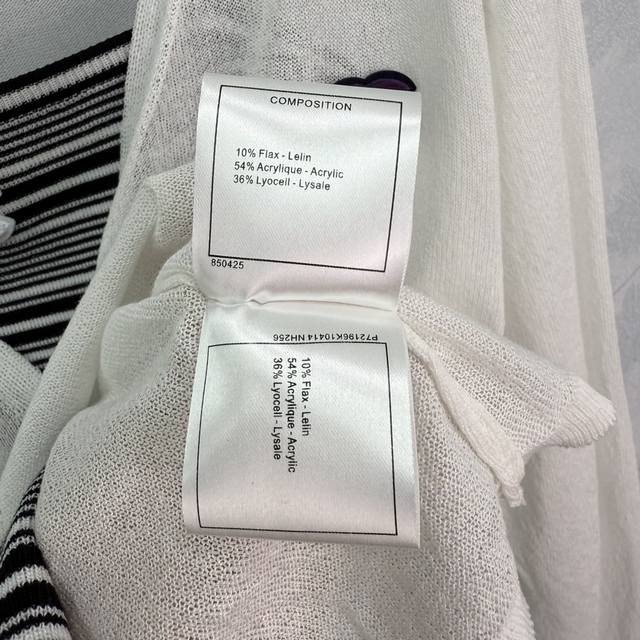 COMPOSITION
10% Flax - Lelin
54% Acrylique - Acrylic
36% Lyocell - Lysale
850425
P72196K10414 NH256
10% Flax - Lelin
54% Acrylique - Acrylic
36% Lyocell - Lysale